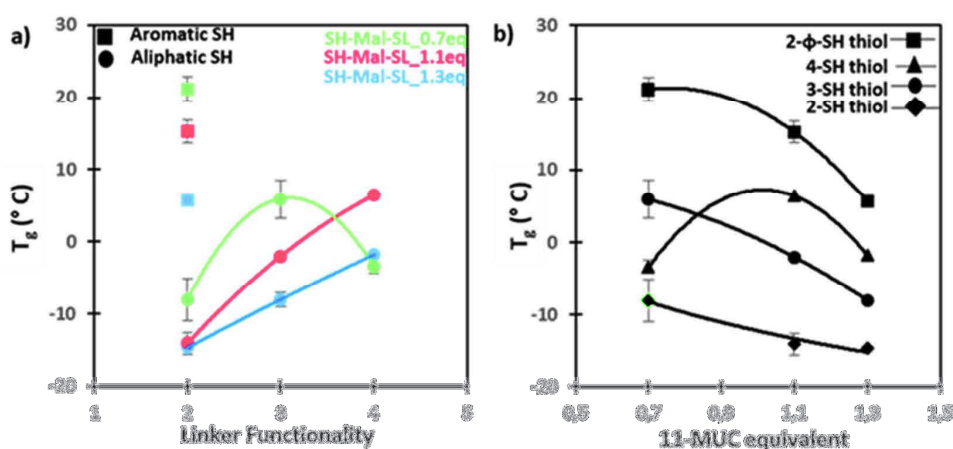 a)
Aromatic SH
Aliphatic SH
SH-Mal-SL_0.7eq
SH-Mal-SL_1.1eq
SH-Mal-SL_1.3eq
30
20
10
0
-10
-20
Tg (° C)
1 2 3 4 5
Linker Functionality
b)
2-ɸ-SH thiol
4-SH thiol
3-SH thiol
2-SH thiol
30
20
10
0
-10
-20
Tg (° C)
0,5 0,7 0,9 1,1 1,3 1,5
11-MUC equivalent